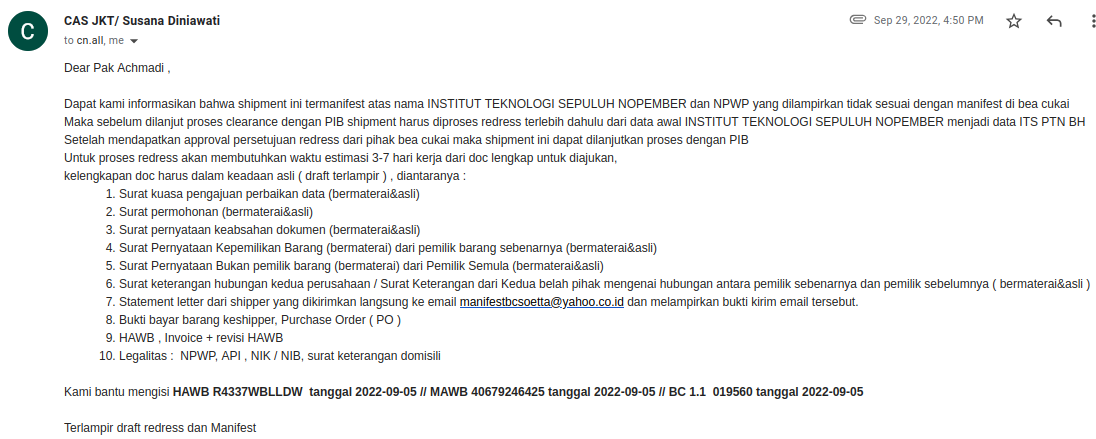 C
CAS JKT/ Susana Diniawati
Sep 29, 2022, 4:50 PM
to cn.all, me
Dear Pak Achmadi ,
Dapat kami informasikan bahwa shipment ini termanifest atas nama INSTITUT TEKNOLOGI SEPULUH NOPEMBER dan NPWP yang dilampirkan tidak sesuai dengan manifest di bea cukai
Maka sebelum dilanjut proses clearance dengan PIB shipment harus diproses redress terlebih dahulu dari data awal INSTITUT TEKNOLOGI SEPULUH NOPEMBER menjadi data ITS PTN BH
Setelah mendapatkan approval persetujuan redress dari pihak bea cukai maka shipment ini dapat dilanjutkan proses dengan PIB
Untuk proses redress akan membutuhkan waktu estimasi 3-7 hari kerja dari doc lengkap untuk diajukan,
kelengkapan doc harus dalam keadaan asli ( draft terlampir ) , diantaranya :
1. Surat kuasa pengajuan perbaikan data (bermaterai&asli)
2. Surat permohonan (bermaterai&asli)
3. Surat pernyataan keabsahan dokumen (bermaterai&asli)
4. Surat Pernyataan Kepemilikan Barang (bermaterai) dari pemilik barang sebenarnya (bermaterai&asli)
5. Surat Pernyataan Bukan pemilik barang (bermaterai) dari Pemilik Semula (bermaterai&asli)
6. Surat keterangan hubungan kedua perusahaan / Surat Keterangan dari Kedua belah pihak mengenai hubungan antara pemilik sebenarnya dan pemilik sebelumnya ( bermaterai&asli )
7. Statement letter dari shipper yang dikirimkan langsung ke email manifestbcsoetta@yahoo.co.id dan melampirkan bukti kirim email tersebut.
8. Bukti bayar barang keshipper, Purchase Order ( PO )
9. HAWB , Invoice + revisi HAWB
10. Legalitas : NPWP, API , NIK / NIB, surat keterangan domisili
Kami bantu mengisi HAWB R4337WBLLDW tanggal 2022-09-05 // MAWB 40679246425 tanggal 2022-09-05 // BC 1.1 019560 tanggal 2022-09-05
Terlampir draft redress dan Manifest